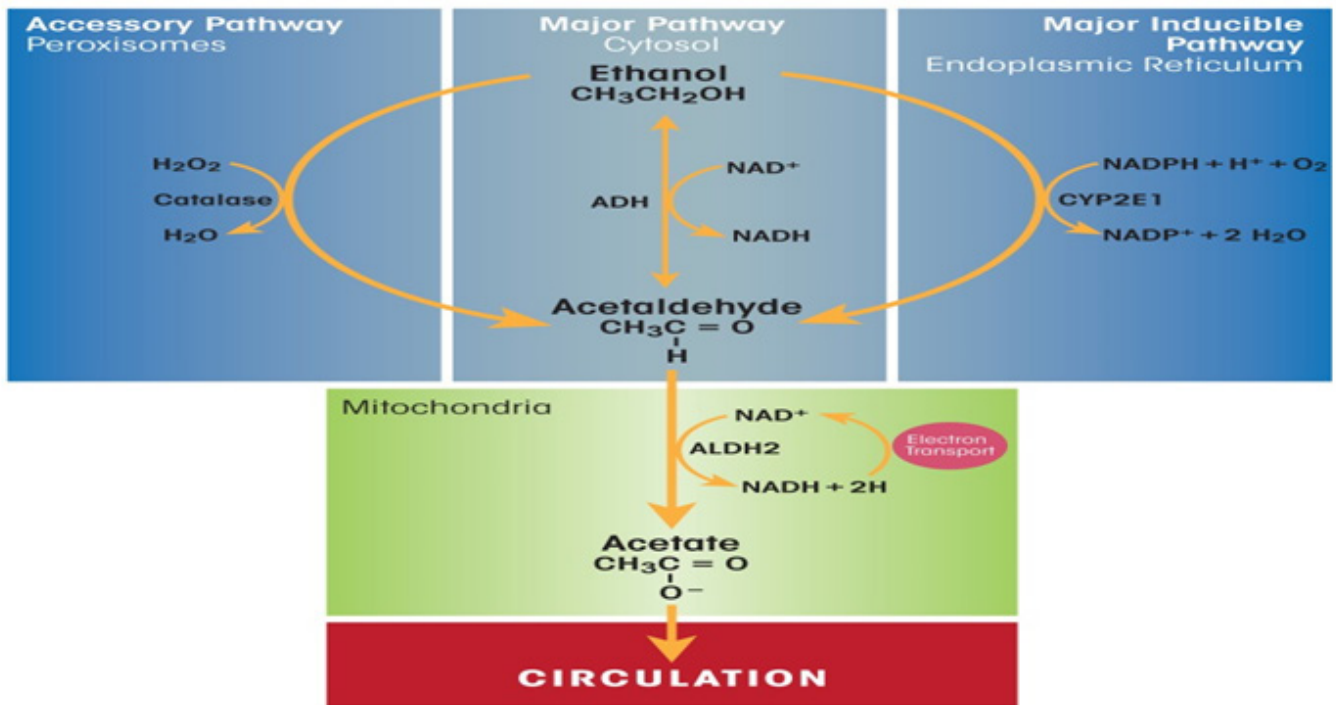 Accessory Pathway
Peroxisomes
H₂O₂
Catalase
H₂O
Major Pathway
Cytosol
Ethanol
CH₃CH₂OH
NAD⁺
ADH
NADH
Acetaldehyde
CH₃C = O
H
Major Inducible
Pathway
Endoplasmic Reticulum
NADPH + H⁺ + O₂
CYP2E1
NADP⁺ + 2 H₂O
Mitochondria
NAD⁺
ALDH2
NADH + 2H
Electron
Transport
Acetate
CH₃C = O
O⁻
CIRCULATION